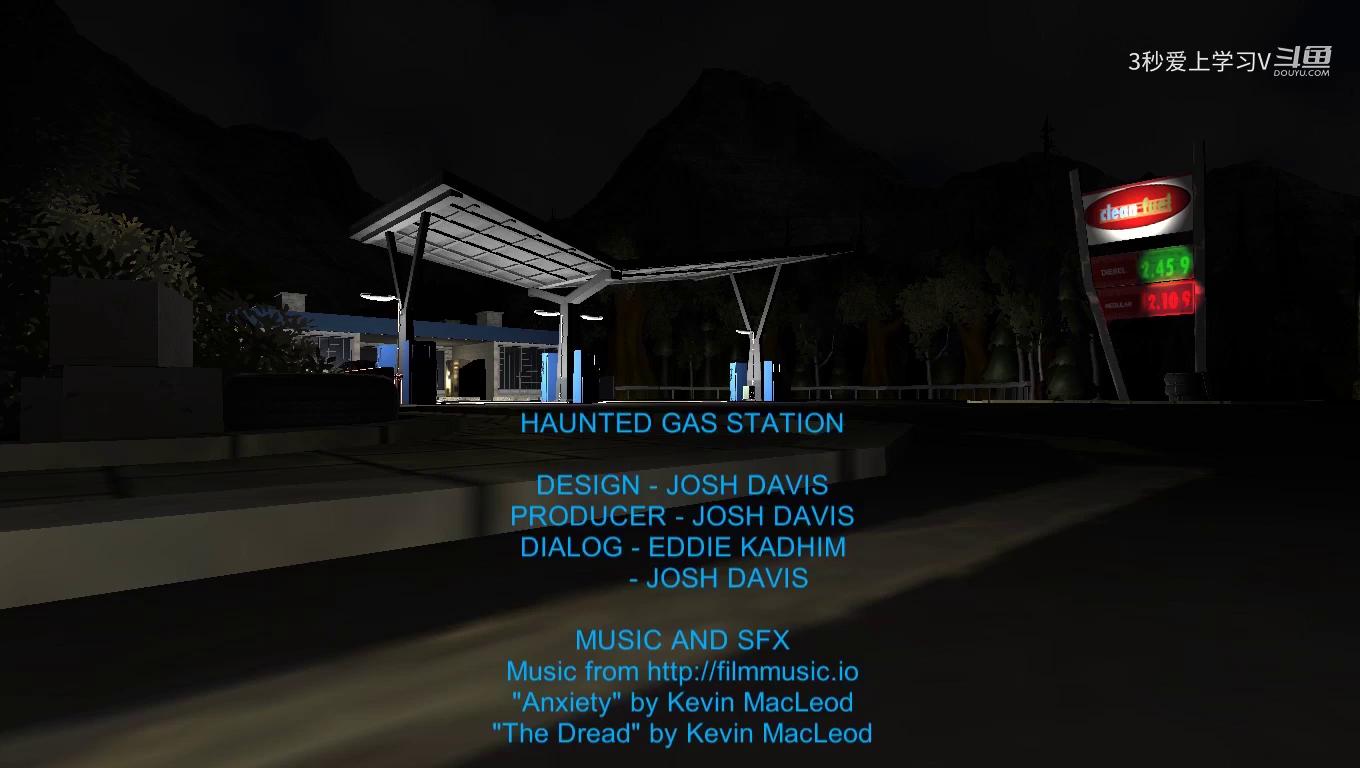 3秒爱上学习V斗鱼
DOUYU.COM
clean fuel
DIESEL 2.45 9
REGULAR 2.10 9
HAUNTED GAS STATION
DESIGN - JOSH DAVIS
PRODUCER - JOSH DAVIS
DIALOG - EDDIE KADHIM
- JOSH DAVIS
MUSIC AND SFX
Music from http://filmmusic.io
"Anxiety" by Kevin MacLeod
"The Dread" by Kevin MacLeod